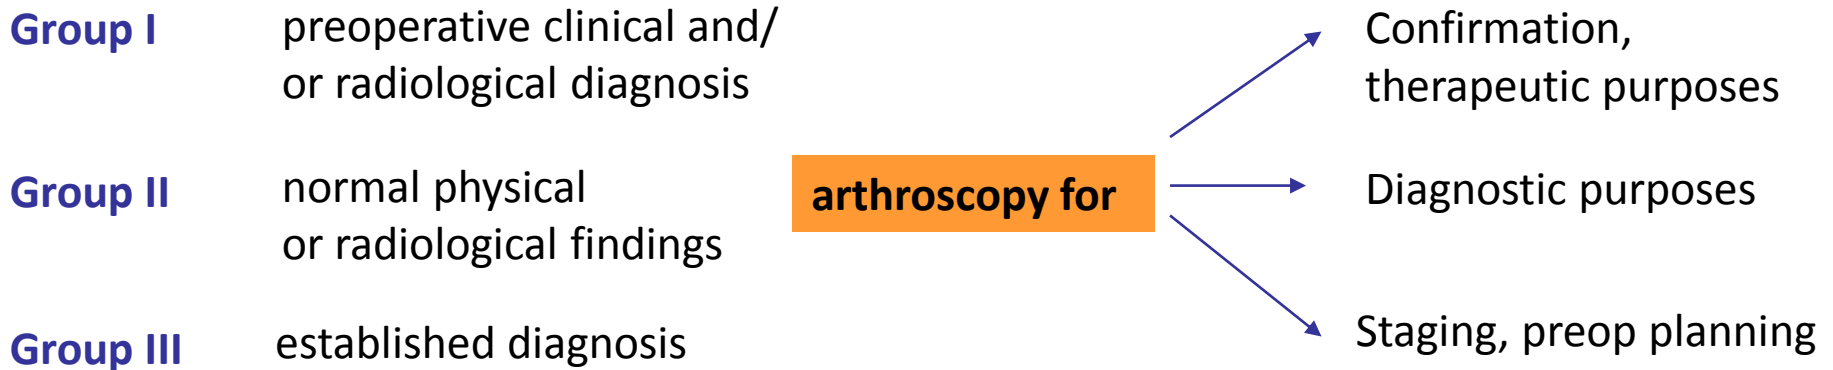 Group I
preoperative clinical and/
or radiological diagnosis
Confirmation,
therapeutic purposes
Group II
normal physical
or radiological findings
arthroscopy for
Diagnostic purposes
Group III
established diagnosis
Staging, preop planning